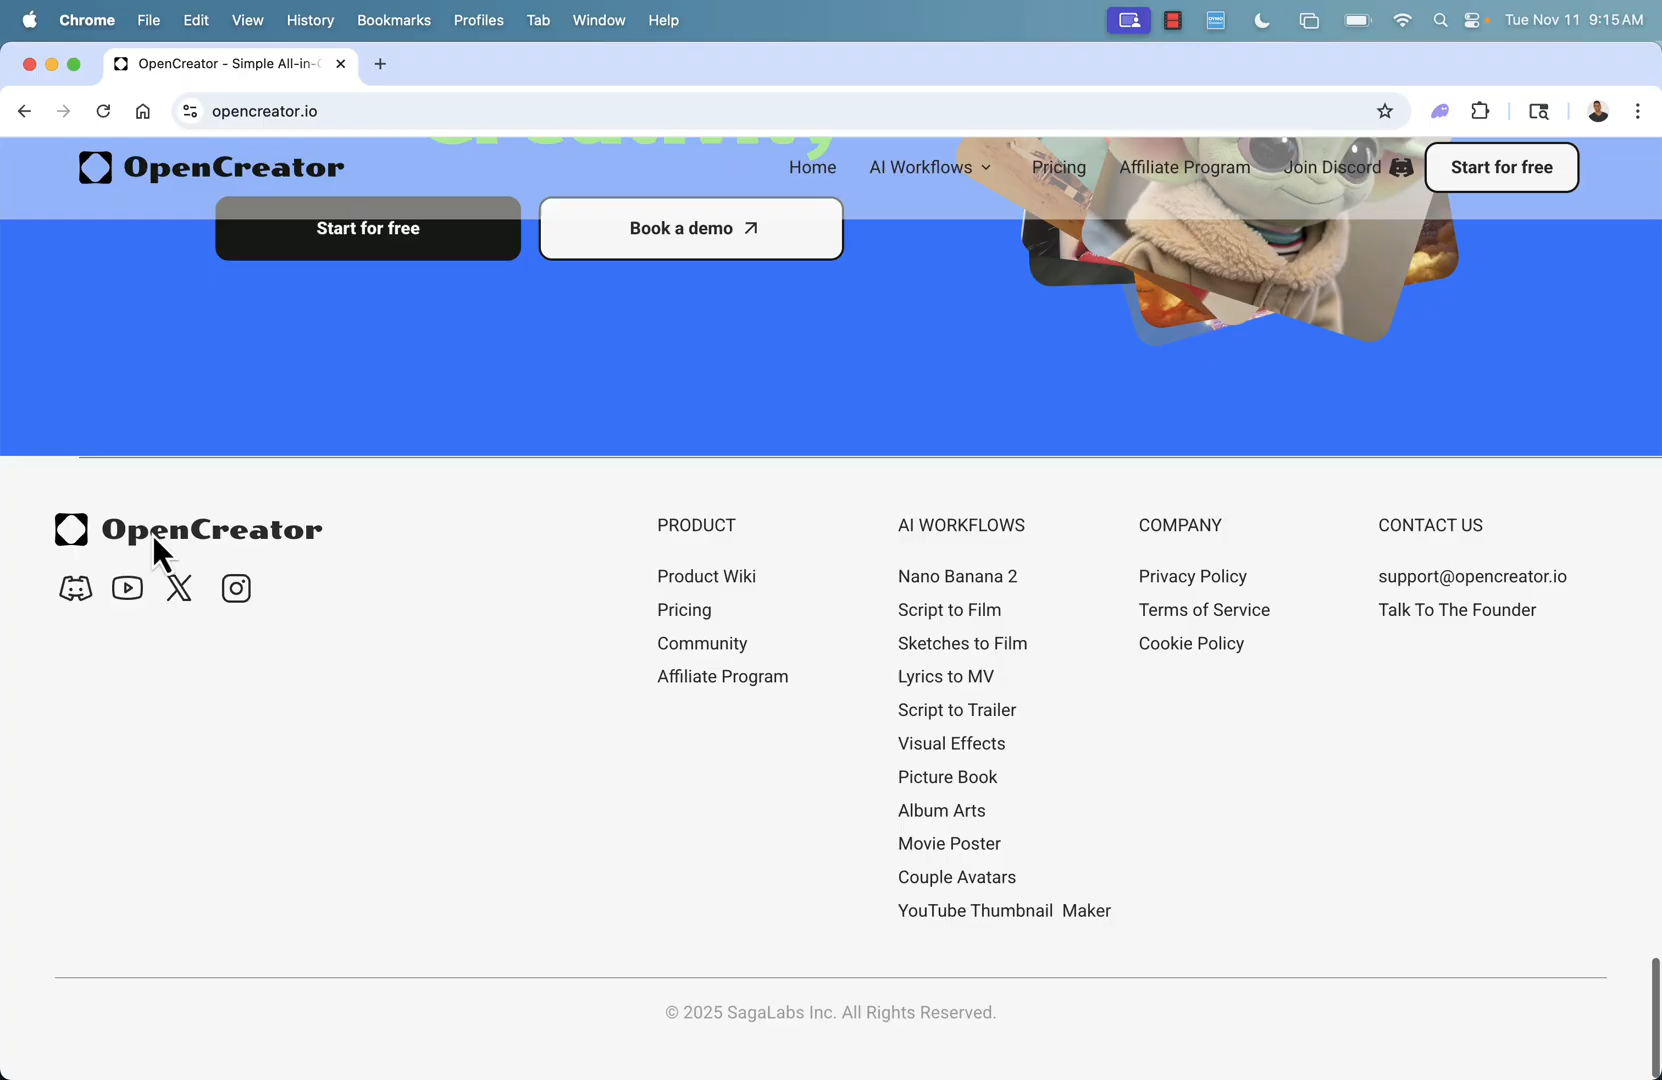 Chrome File Edit View History Bookmarks Profiles Tab Window Help Tue Nov 11 9:15 AM
OpenCreator - Simple All-in-
opencreator.io
OpenCreator Home AI Workflows Pricing Affiliate Program Join Discord Start for free
Creativity
Start for free Book a demo
OpenCreator
PRODUCT
Product Wiki
Pricing
Community
Affiliate Program
AI WORKFLOWS
Nano Banana 2
Script to Film
Sketches to Film
Lyrics to MV
Script to Trailer
Visual Effects
Picture Book
Album Arts
Movie Poster
Couple Avatars
YouTube Thumbnail Maker
COMPANY
Privacy Policy
Terms of Service
Cookie Policy
CONTACT US
support@opencreator.io
Talk To The Founder
© 2025 SagaLabs Inc. All Rights Reserved.